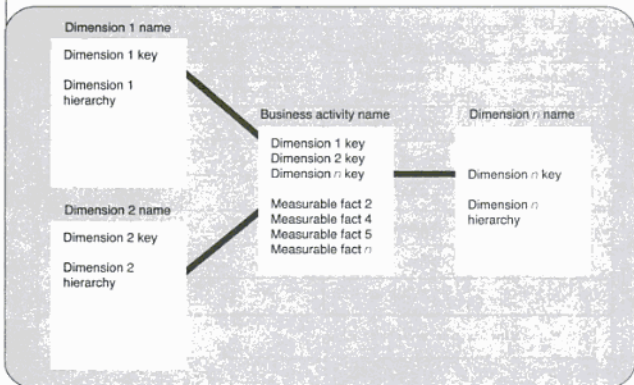 Dimension 1 name
Dimension 1 key
Dimension 1
hierarchy
Dimension 2 name
Dimension 2 key
Dimension 2
hierarchy
Business activity name
Dimension 1 key
Dimension 2 key
Dimension n key
Measurable fact 2
Measurable fact 4
Measurable fact 5
Measurable fact n
Dimension n name
Dimension n key
Dimension n
hierarchy